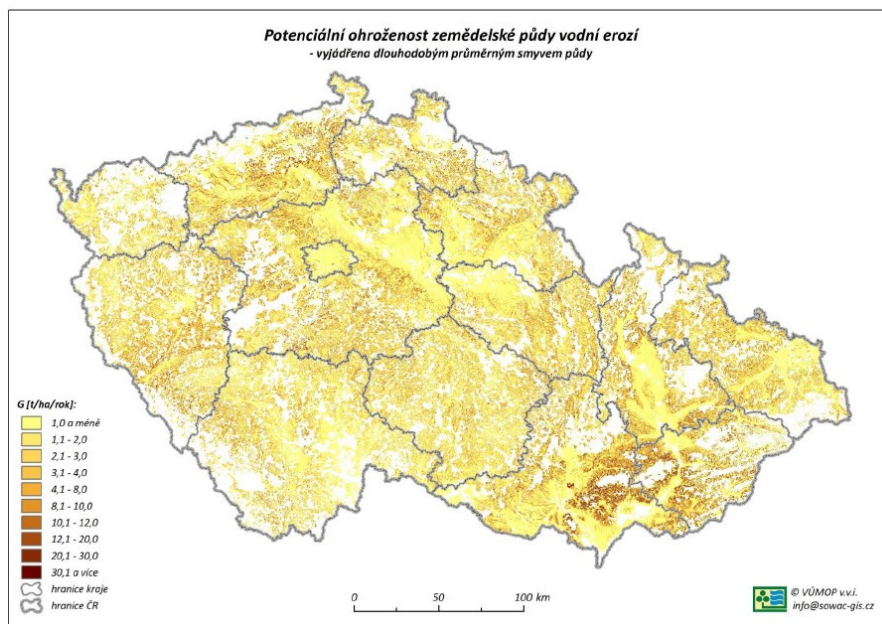 Potenciální ohroženost zemědelské půdy vodní erozí
- vyjádřena dlouhodobým průměrným smyvem půdy
G [t/ha/rok]:
1,0 a méně
1,1 - 2,0
2,1 - 3,0
3,1 - 4,0
4,1 - 8,0
8,1 - 10,0
10,1 - 12,0
12,1 - 20,0
20,1 - 30,0
30,1 a více
hranice kraje
hranice ČR
0 50 100 km
© VÚMOP v.v.i.
info@sowac-gis.cz